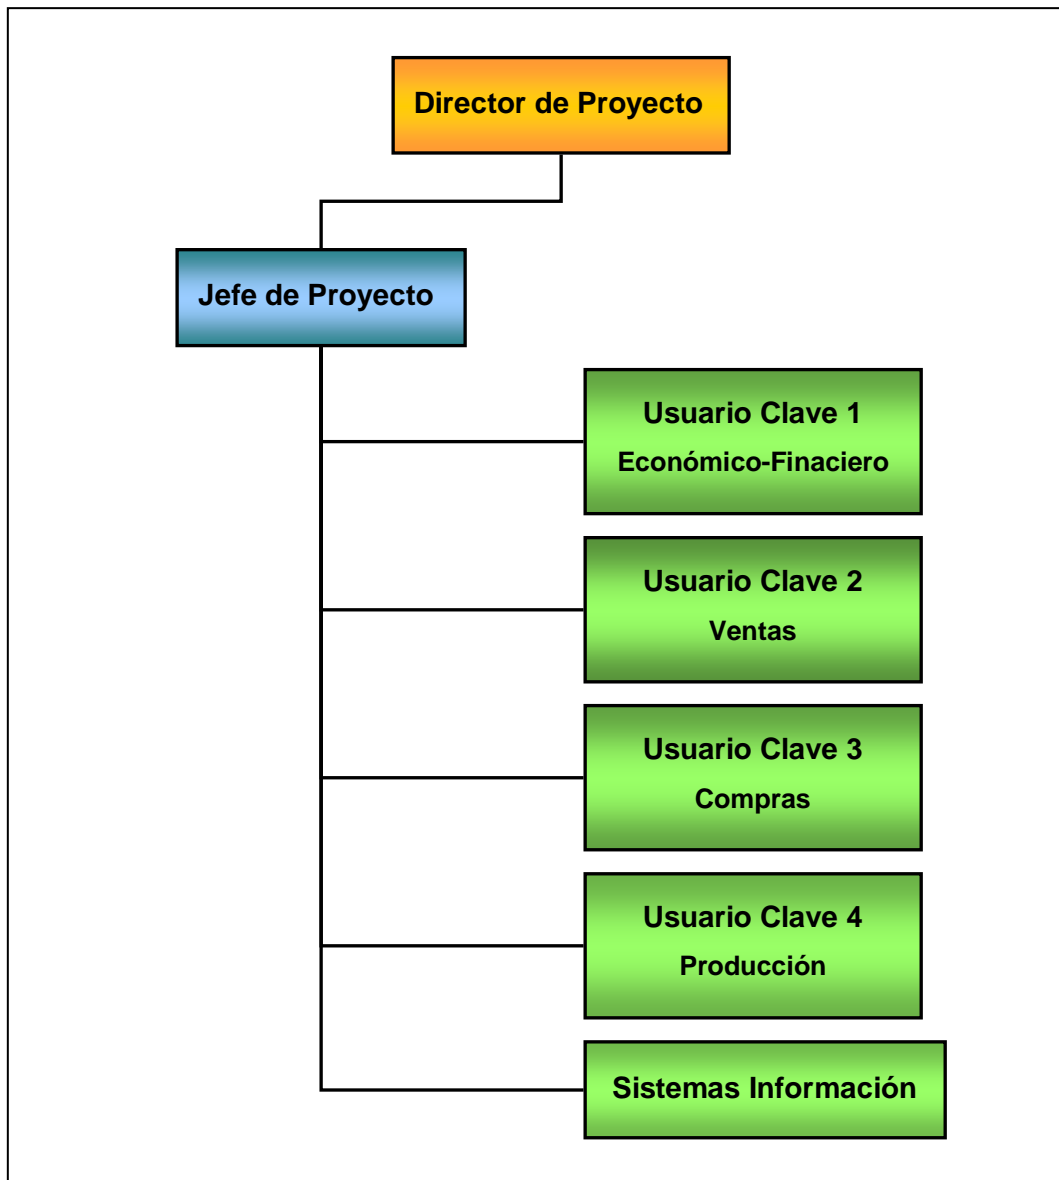 Director de Proyecto
Jefe de Proyecto
Usuario Clave 1
Económico-Finaciero
Usuario Clave 2
Ventas
Usuario Clave 3
Compras
Usuario Clave 4
Producción
Sistemas Información